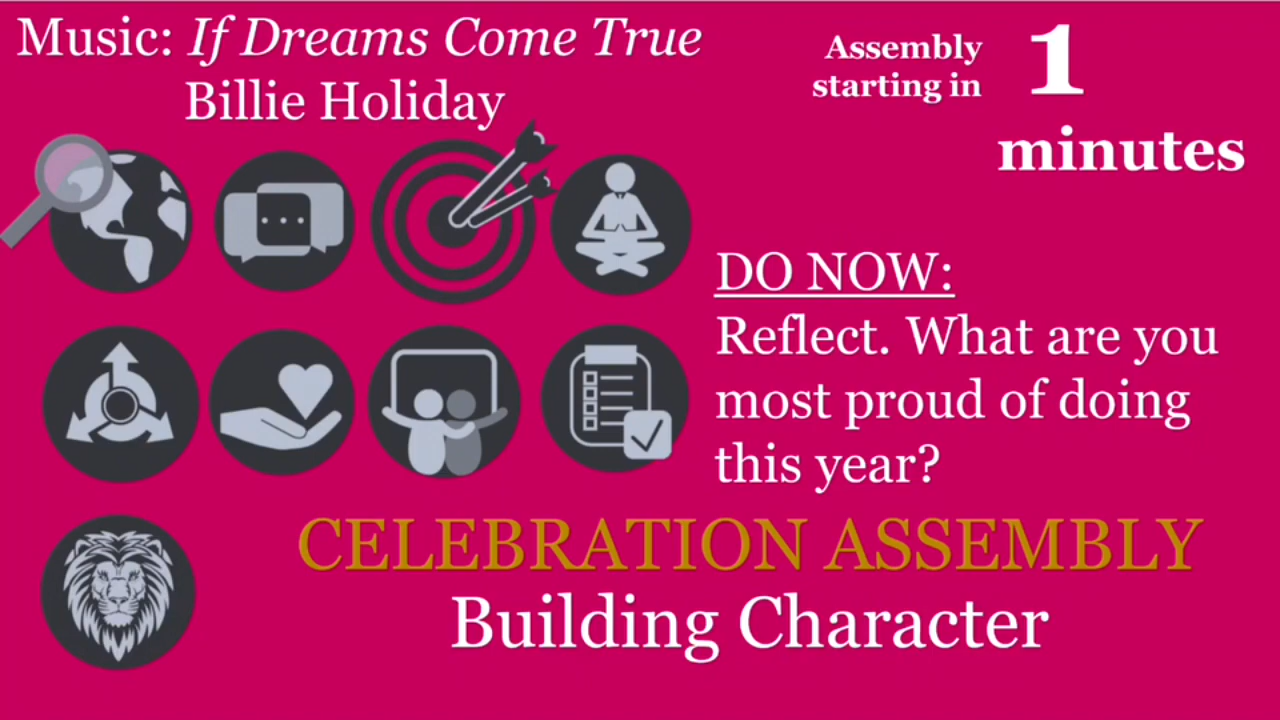 Music: If Dreams Come True
Billie Holiday
Assembly
starting in
1
minutes
DO NOW:
Reflect. What are you
most proud of doing
this year?
CELEBRATION ASSEMBLY
Building Character